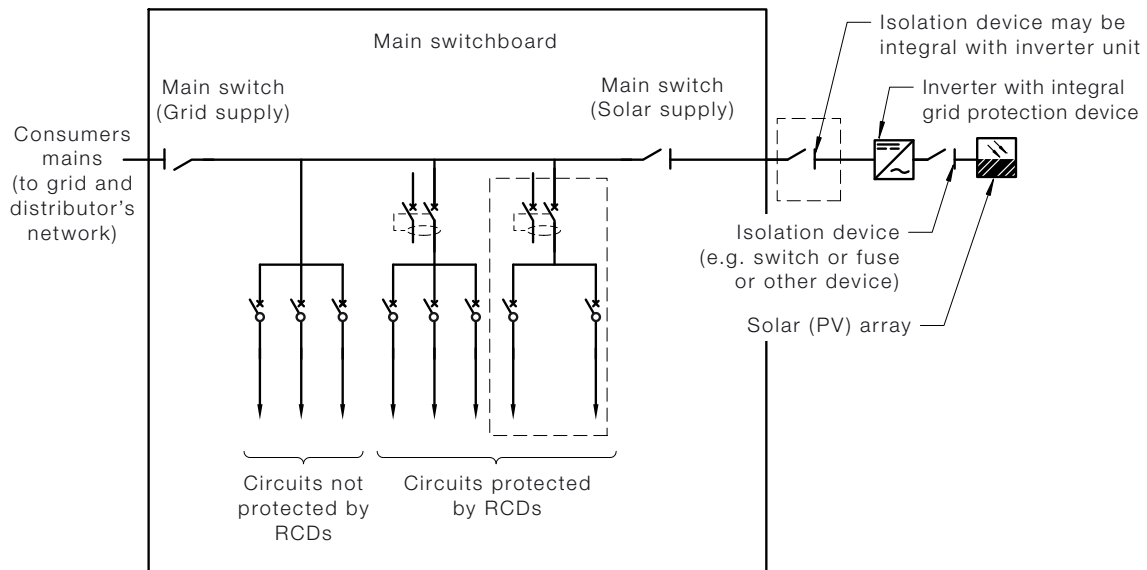 Main switchboard
Isolation device may be
integral with inverter unit
Main switch
(Grid supply)
Main switch
(Solar supply)
Inverter with integral
grid protection device
Consumers
mains
(to grid and
distributor's
network)
Isolation device
(e.g. switch or fuse
or other device)
Solar (PV) array
Circuits not
protected by
RCDs
Circuits protected
by RCDs